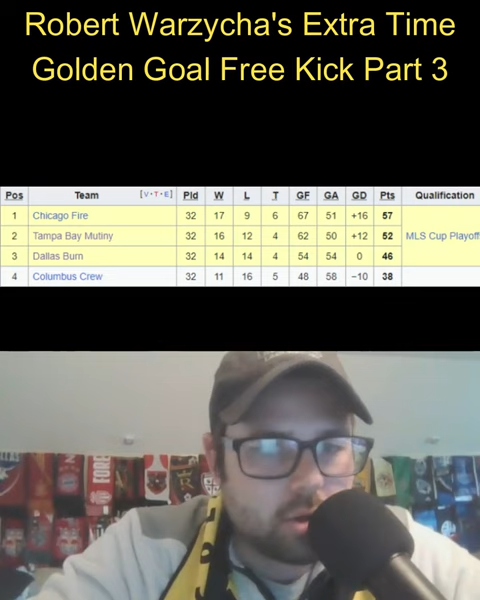 Robert Warzycha's Extra Time
Golden Goal Free Kick Part 3
Pos Team [V·T·E] Pld W L T GF GA GD Pts Qualification
1 Chicago Fire 32 17 9 6 67 51 +16 57
2 Tampa Bay Mutiny 32 16 12 4 62 50 +12 52 MLS Cup Playoff
3 Dallas Burn 32 14 14 4 54 54 0 46
4 Columbus Crew 32 11 16 5 48 58 −10 38